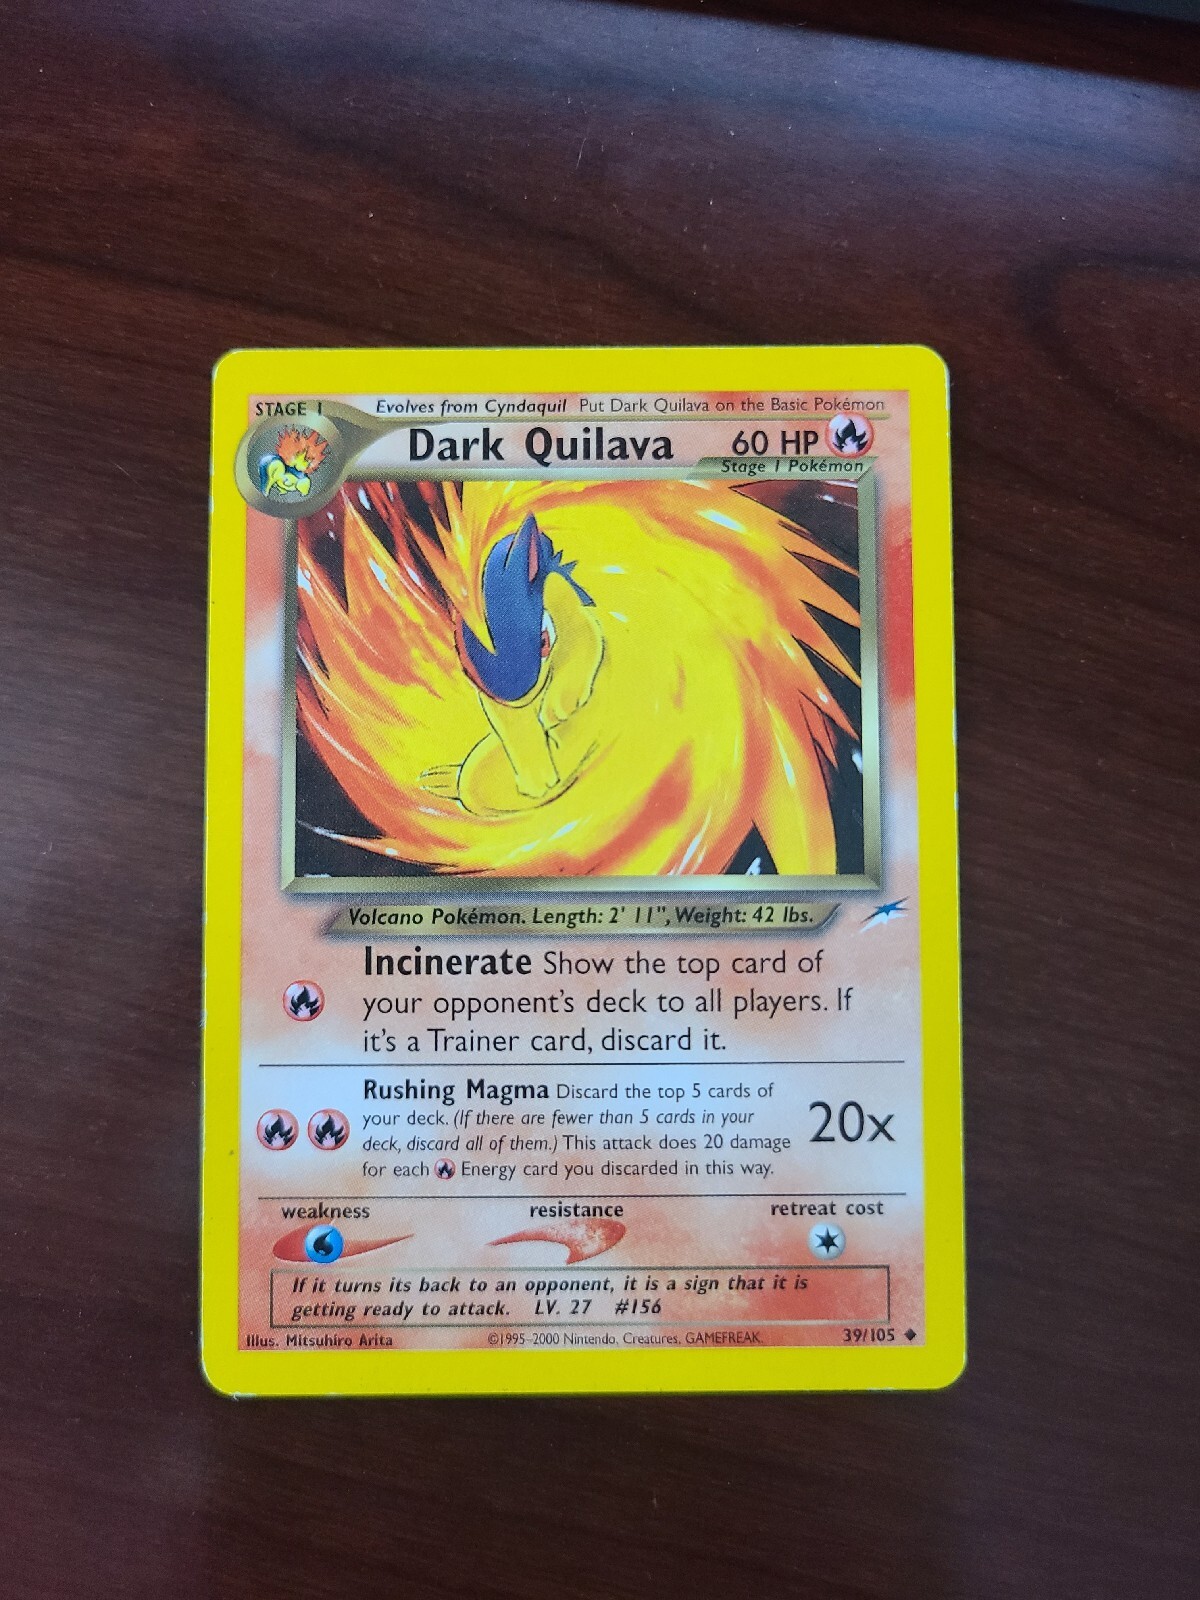 STAGE 1 Evolves from Cyndaquil Put Dark Quilava on the Basic Pokémon
Dark Quilava 60 HP
Stage 1 Pokémon
Volcano Pokémon. Length: 2' 11", Weight: 42 lbs.
Incinerate Show the top card of
your opponent's deck to all players. If
it's a Trainer card, discard it.
Rushing Magma Discard the top 5 cards of
your deck. (If there are fewer than 5 cards in your
deck, discard all of them.) This attack does 20 damage
for each Energy card you discarded in this way.
20x
weakness resistance retreat cost
If it turns its back to an opponent, it is a sign that it is
getting ready to attack. LV. 27 #156
Illus. Mitsuhiro Arita ©1995-2000 Nintendo, Creatures, GAMEFREAK. 39/105